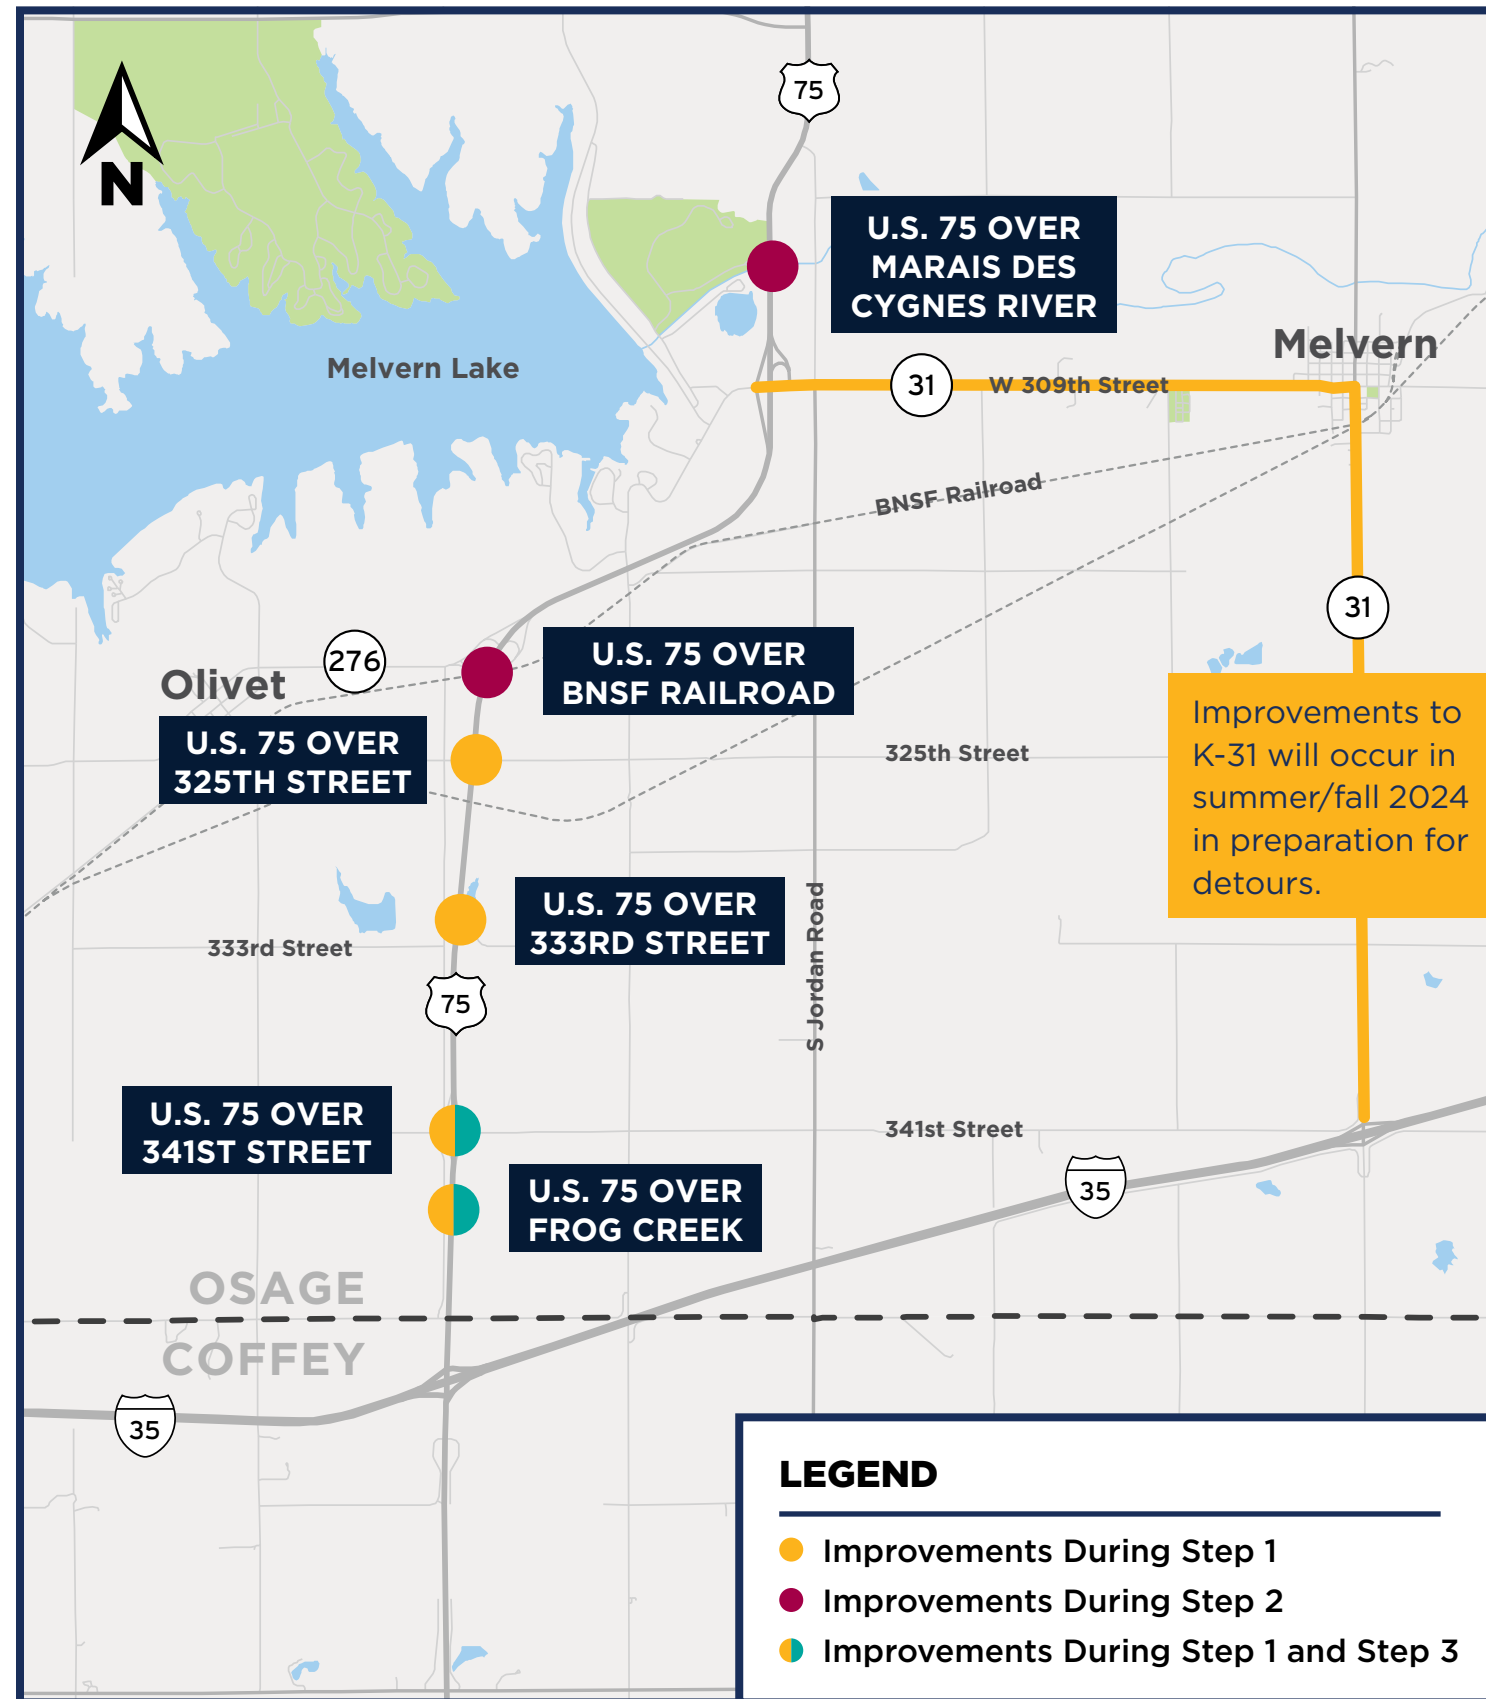 N
75
U.S. 75 OVER
MARAIS DES
CYGNES RIVER
Melvern
Melvern Lake
31
W 309th Street
BNSF Railroad
31
276
Olivet
U.S. 75 OVER
BNSF RAILROAD
U.S. 75 OVER
325TH STREET
325th Street
Improvements to
K-31 will occur in
summer/fall 2024
in preparation for
detours.
U.S. 75 OVER
333RD STREET
333rd Street
S Jordan Road
75
U.S. 75 OVER
341ST STREET
341st Street
U.S. 75 OVER
FROG CREEK
35
OSAGE
COFFEY
35
LEGEND
Improvements During Step 1
Improvements During Step 2
Improvements During Step 1 and Step 3